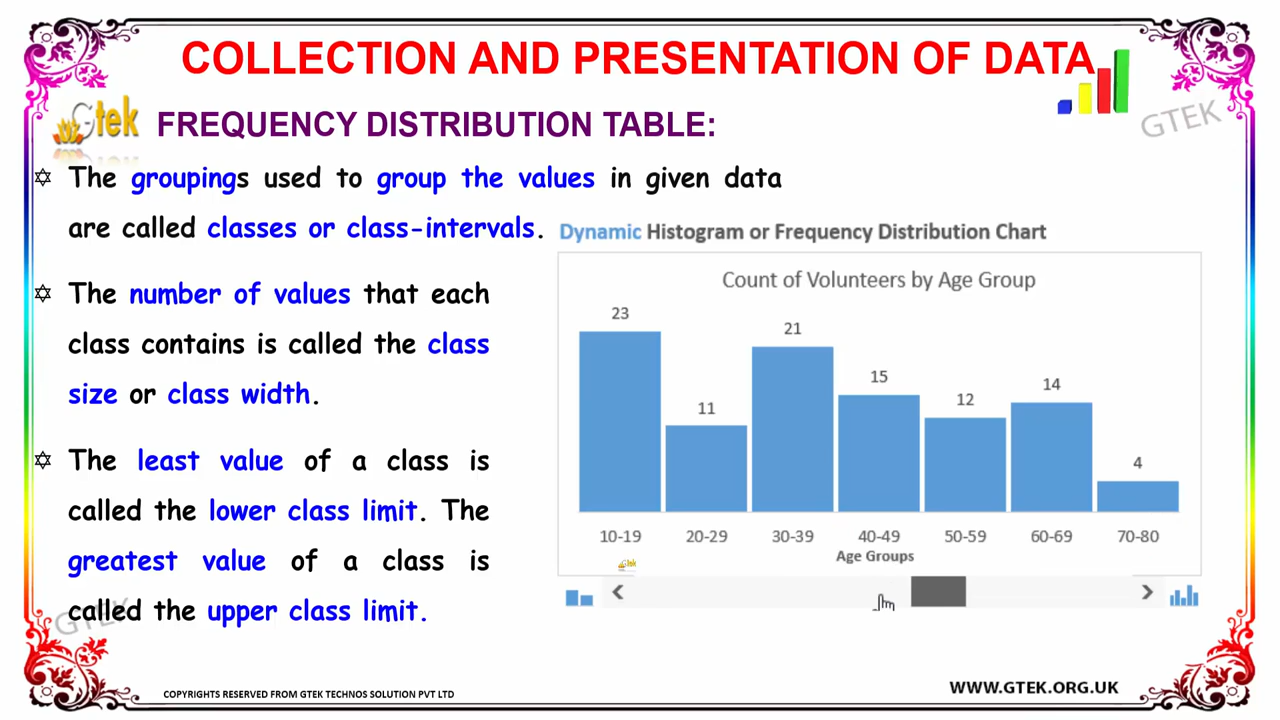 COLLECTION AND PRESENTATION OF DATA
Gtek
GTEK
FREQUENCY DISTRIBUTION TABLE:
The groupings used to group the values in given data
are called classes or class-intervals.
The number of values that each
class contains is called the class
size or class width.
The least value of a class is
called the lower class limit. The
greatest value of a class is
called the upper class limit.
GTEK
Dynamic Histogram or Frequency Distribution Chart
Count of Volunteers by Age Group
23 11 21 15 12 14 4
10-19 20-29 30-39 40-49 50-59 60-69 70-80
Age Groups
Gtek
COPYRIGHTS RESERVED FROM GTEK TECHNOS SOLUTION PVT LTD
WWW.GTEK.ORG.UK